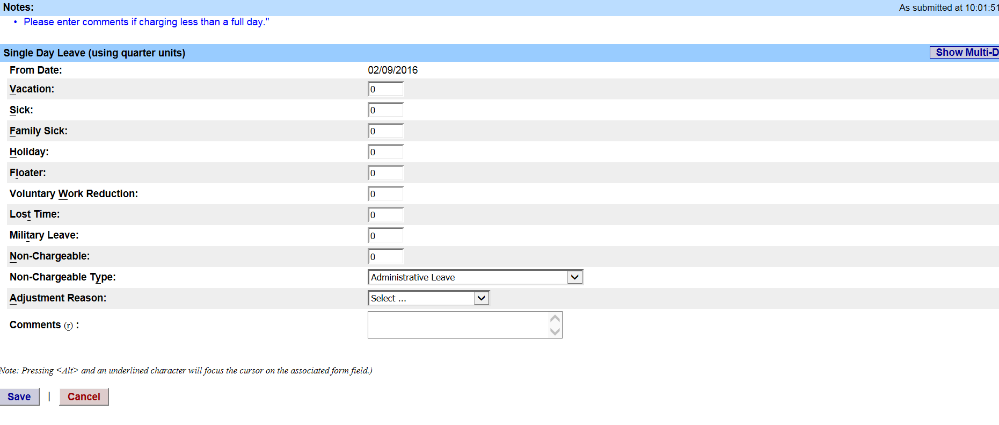 Notes: As submitted at 10:01:51
• Please enter comments if charging less than a full day."
Single Day Leave (using quarter units) Show Multi-D
From Date: 02/09/2016
Vacation: 0
Sick: 0
Family Sick: 0
Holiday: 0
Floater: 0
Voluntary Work Reduction: 0
Lost Time: 0
Military Leave: 0
Non-Chargeable: 0
Non-Chargeable Type: Administrative Leave
Adjustment Reason: Select ...
Comments (r) :
Note: Pressing <Alt> and an underlined character will focus the cursor on the associated form field.)
Save | Cancel